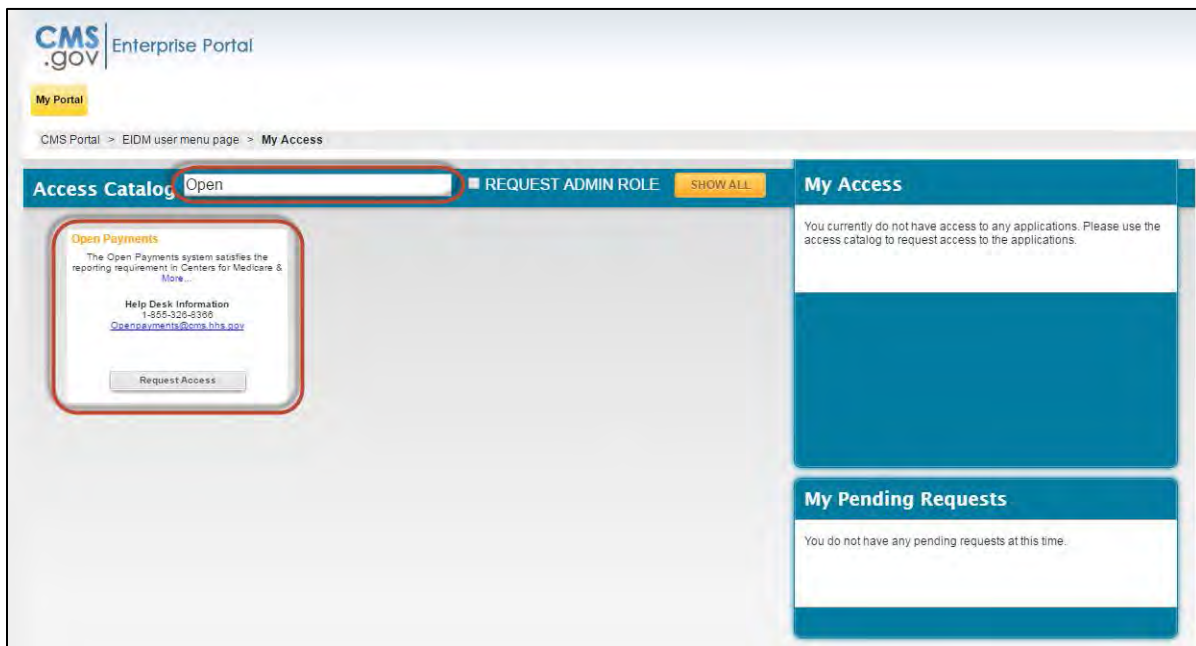 CMS
.gov
Enterprise Portal
My Portal
CMS Portal > EIDM user menu page > My Access
Access Catalog
Open
REQUEST ADMIN ROLE
SHOW ALL
Open Payments
The Open Payments system satisfies the
reporting requirement in Centers for Medicare &
More...
Help Desk Information
1-855-326-8366
Openpayments@cms.hhs.gov
Request Access
My Access
You currently do not have access to any applications. Please use the
access catalog to request access to the applications.
My Pending Requests
You do not have any pending requests at this time.